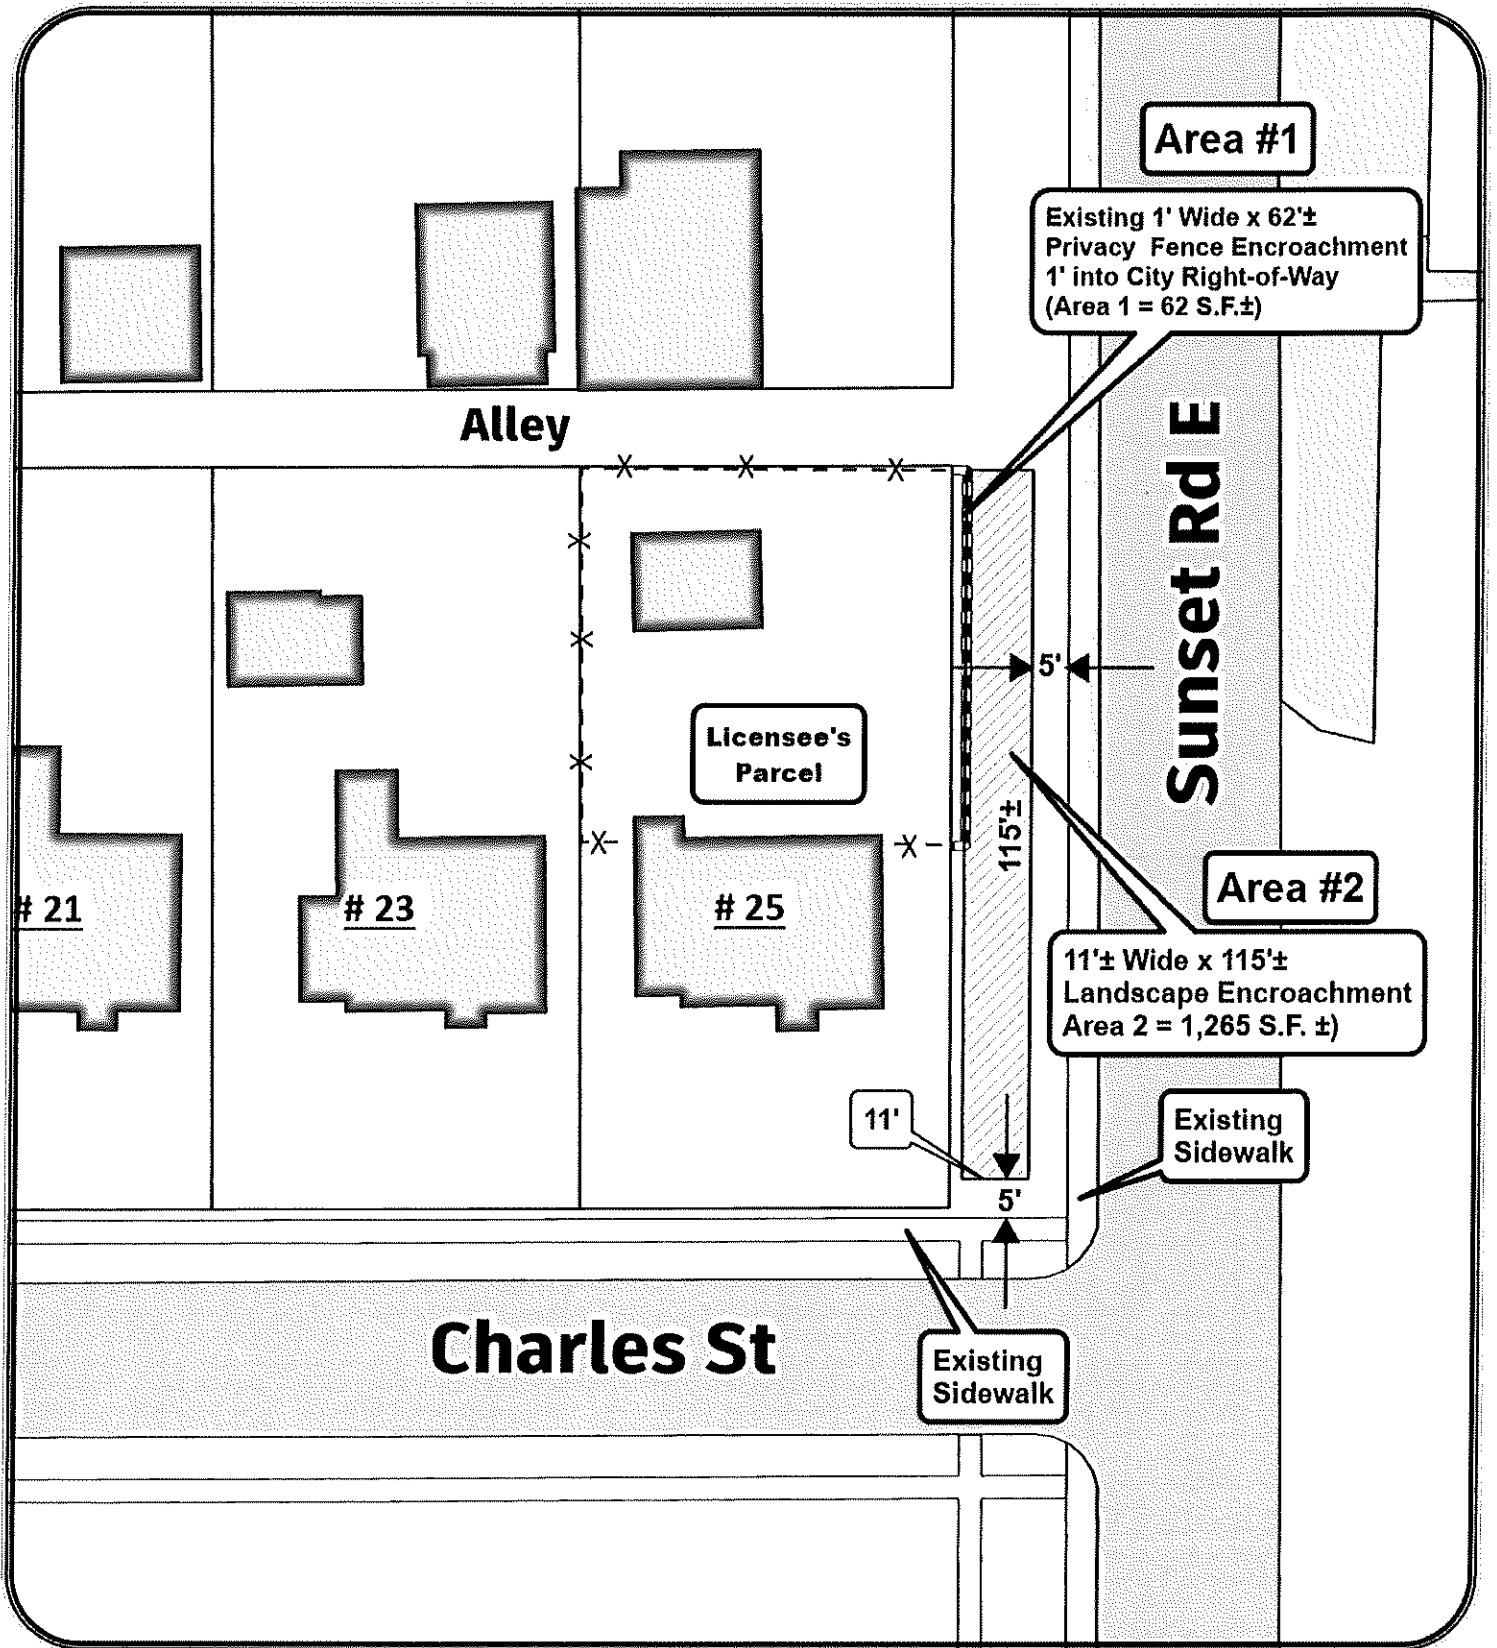 Area #1
Existing 1' Wide x 62'±
Privacy Fence Encroachment
1' into City Right-of-Way
(Area 1 = 62 S.F.±)
Alley
Sunset Rd E
5'
Licensee's
Parcel
115'±
# 21
# 23
# 25
Area #2
11'± Wide x 115'±
Landscape Encroachment
Area 2 = 1,265 S.F. ±)
11'
Existing
Sidewalk
5'
Charles St
Existing
Sidewalk